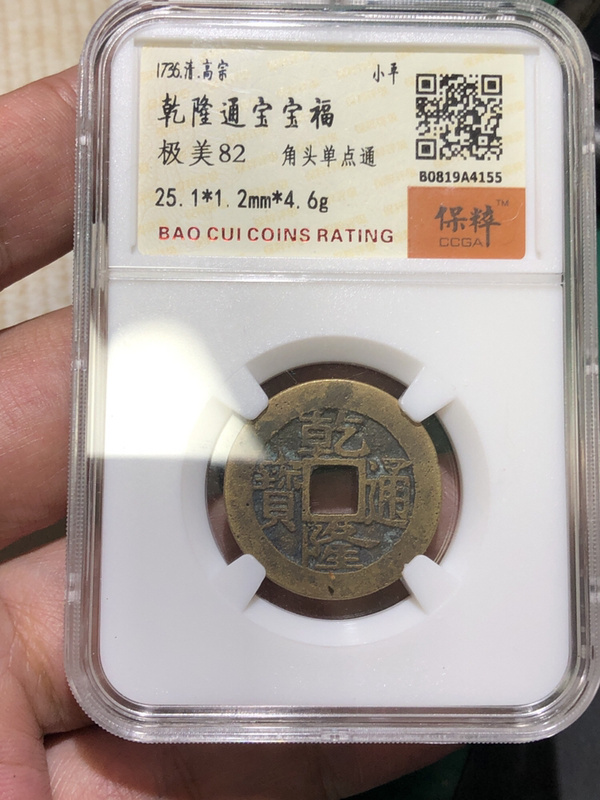 1736.清.高宗 小平
乾隆通宝宝福
极美82 角头单点通
25.1*1.2mm*4.6g
BAO CUI COINS RATING
B0819A4155
保粹™
CCGA
乾隆通寶